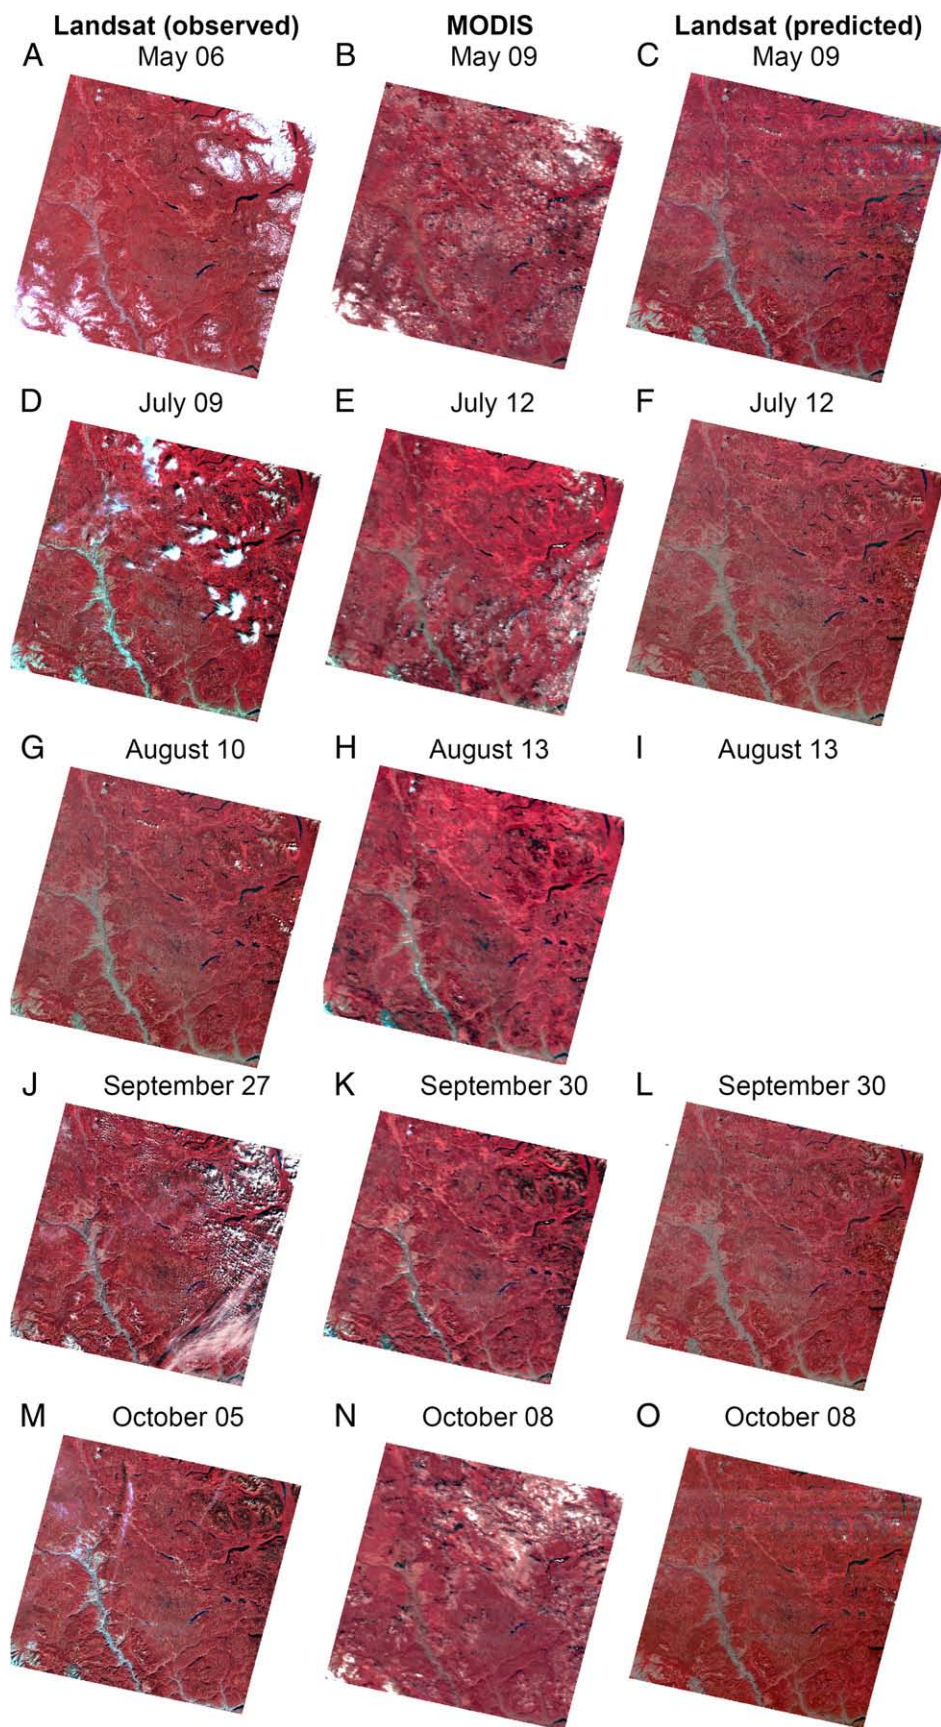 Landsat (observed) MODIS Landsat (predicted)
A May 06 B May 09 C May 09
D July 09 E July 12 F July 12
G August 10 H August 13 I August 13
J September 27 K September 30 L September 30
M October 05 N October 08 O October 08